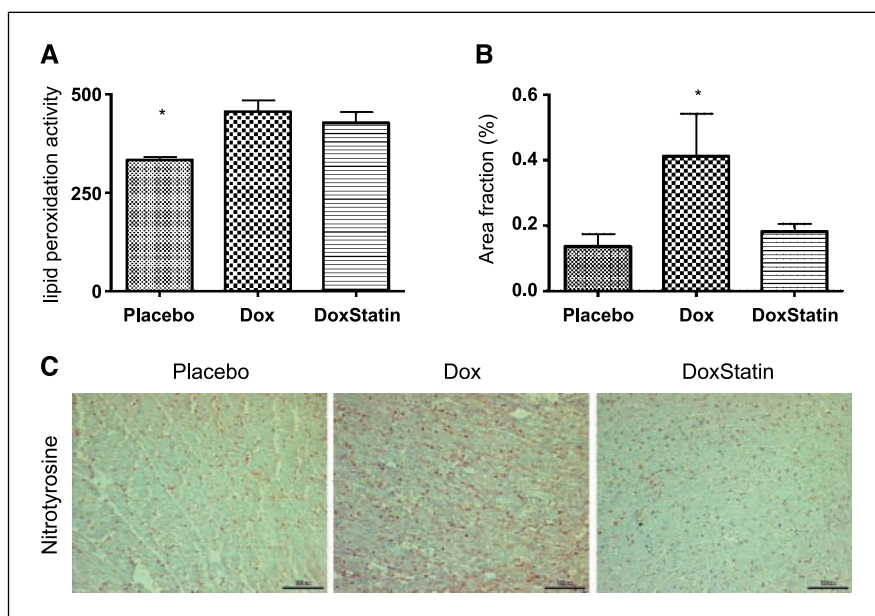 A
lipid peroxidation activity
500
*
250
0
Placebo Dox DoxStatin
B
Area fraction (%)
0.6
*
0.4
0.2
0.0
Placebo Dox DoxStatin
C
Placebo Dox DoxStatin
Nitrotyrosine